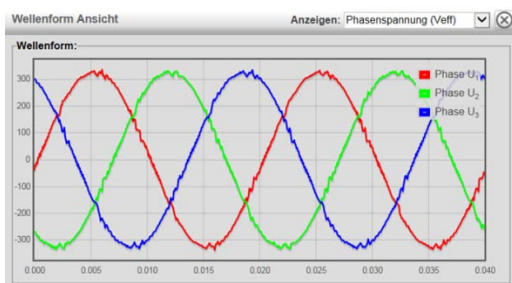 Wellenform Ansicht Anzeigen: Phasenspannung (Veff)
Wellenform:
300
200
100
0
-100
-200
-300
Phase U1
Phase U2
Phase U3
0.000 0.005 0.010 0.015 0.020 0.025 0.030 0.035 0.040